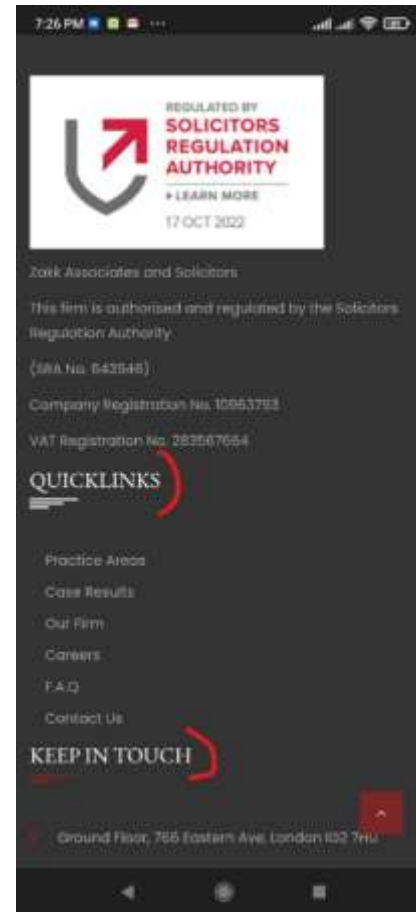 7:26 PM
REGULATED BY
SOLICITORS
REGULATION
AUTHORITY
LEARN MORE
17 OCT 2022
Zakk Associates and Solicitors
This firm is authorised and regulated by the Solicitors
Regulation Authority
(SRA No. 643546)
Company Registration No. 10963793
VAT Registration No. 283567664
QUICKLINKS
Practice Areas
Case Results
Our Firm
Careers
F.A.Q
Contact Us
KEEP IN TOUCH
Ground Floor, 766 Eastern Ave, London IG2 7HU